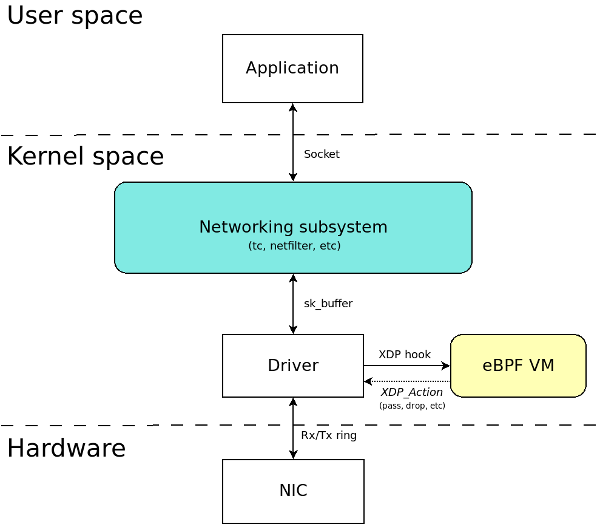 User space
Application
Kernel space
Socket
Networking subsystem
(tc, netfilter, etc)
sk_buffer
Driver
XDP hook
eBPF VM
XDP_Action
(pass, drop, etc)
Rx/Tx ring
Hardware
NIC